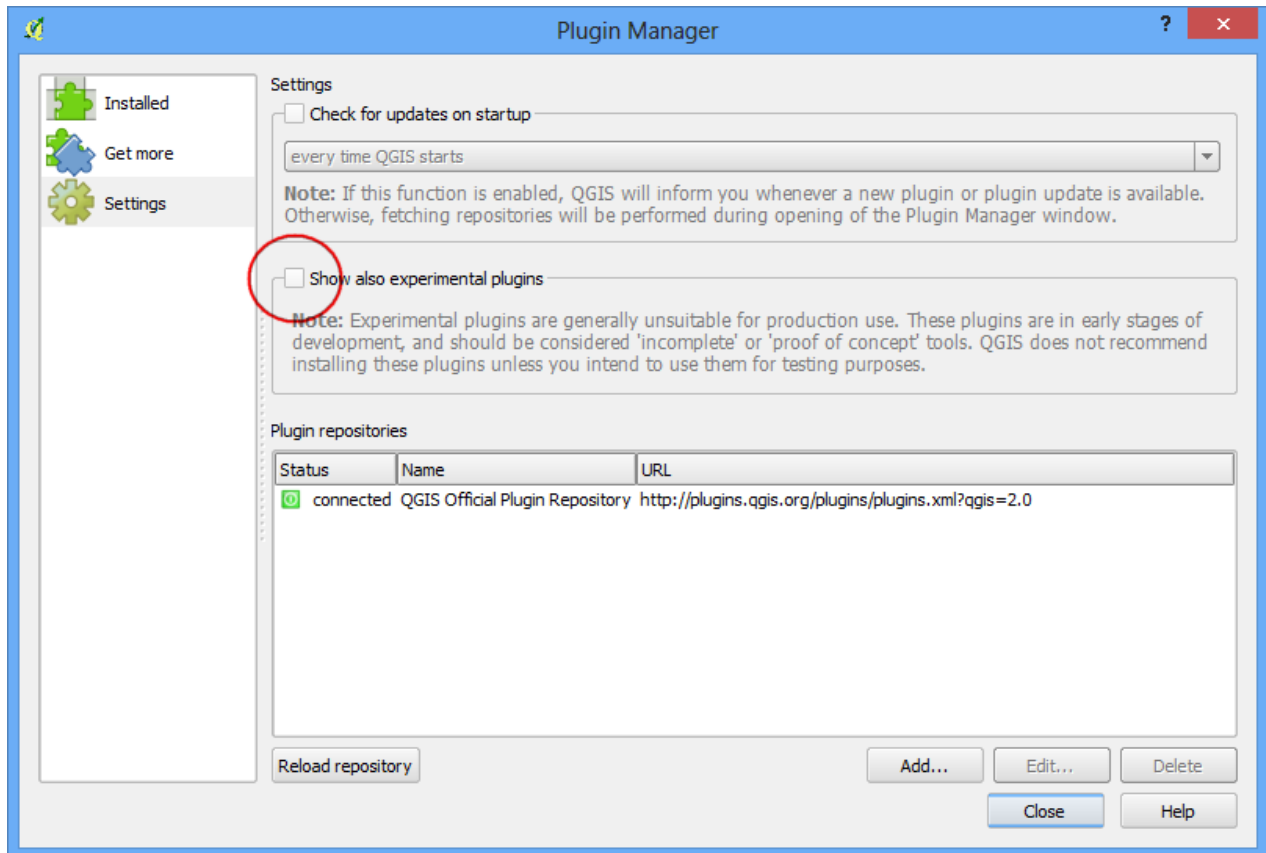 Plugin Manager
?
Installed
Get more
Settings
Settings
Check for updates on startup
every time QGIS starts
Note: If this function is enabled, QGIS will inform you whenever a new plugin or plugin update is available.
Otherwise, fetching repositories will be performed during opening of the Plugin Manager window.
Show also experimental plugins
Note: Experimental plugins are generally unsuitable for production use. These plugins are in early stages of
development, and should be considered 'incomplete' or 'proof of concept' tools. QGIS does not recommend
installing these plugins unless you intend to use them for testing purposes.
Plugin repositories
Status Name URL
connected QGIS Official Plugin Repository http://plugins.qgis.org/plugins/plugins.xml?qgis=2.0
Reload repository Add... Edit... Delete
Close Help